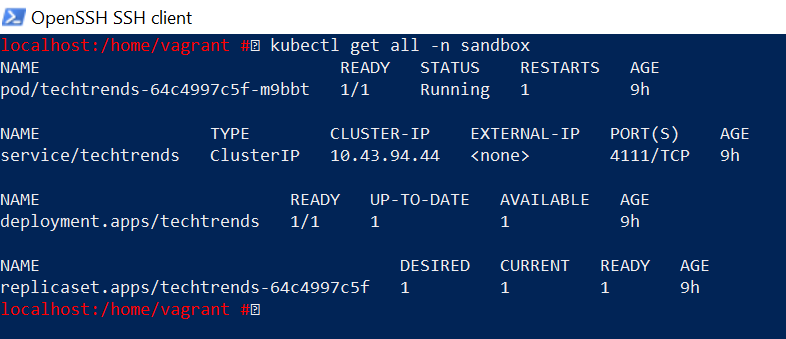 OpenSSH SSH client
localhost:/home/vagrant # kubectl get all -n sandbox
NAME READY STATUS RESTARTS AGE
pod/techtrends-64c4997c5f-m9bbt 1/1 Running 1 9h
NAME TYPE CLUSTER-IP EXTERNAL-IP PORT(S) AGE
service/techtrends ClusterIP 10.43.94.44 <none> 4111/TCP 9h
NAME READY UP-TO-DATE AVAILABLE AGE
deployment.apps/techtrends 1/1 1 1 9h
NAME DESIRED CURRENT READY AGE
replicaset.apps/techtrends-64c4997c5f 1 1 1 9h
localhost:/home/vagrant #